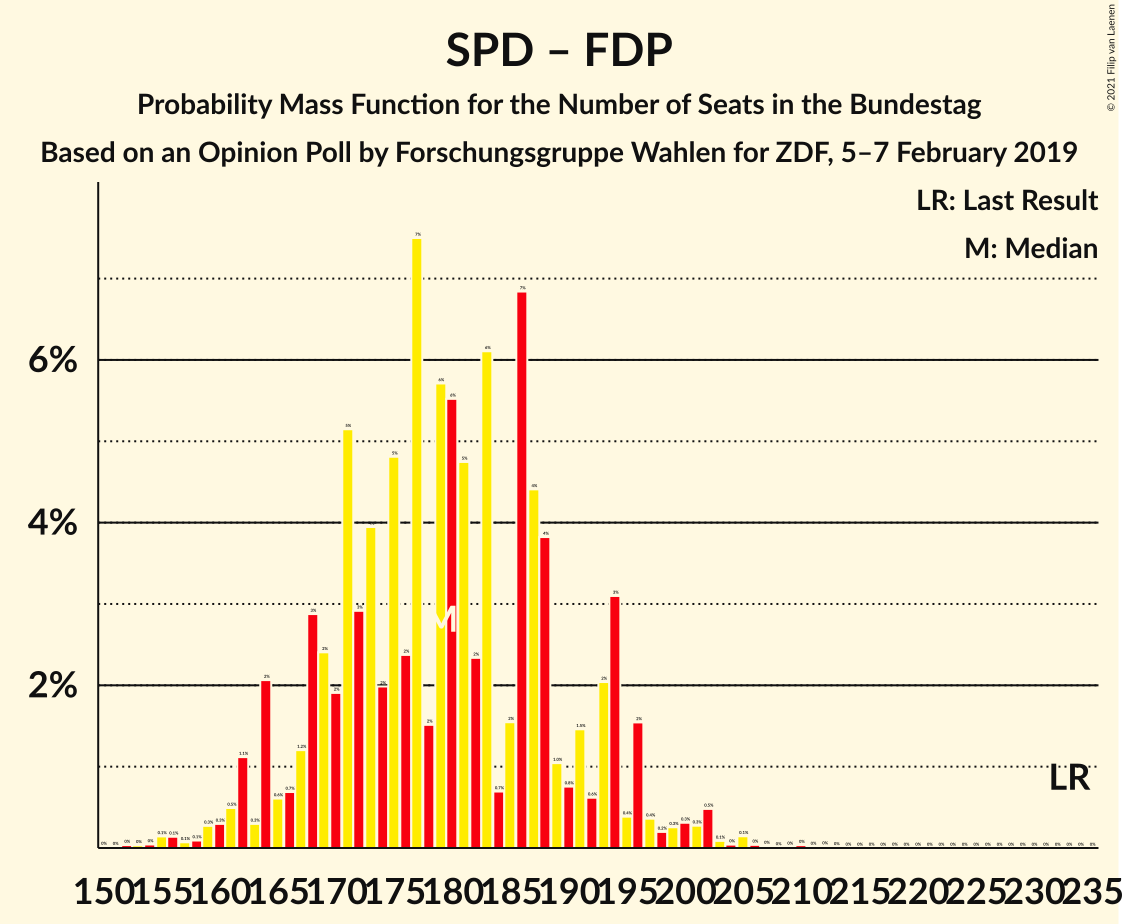 SPD – FDP
Probability Mass Function for the Number of Seats in the Bundestag
Based on an Opinion Poll by Forschungsgruppe Wahlen for ZDF, 5–7 February 2019
© 2021 Filip van Laenen
LR: Last Result
M: Median
6%
4%
2%
M
LR
150 155 160 165 170 175 180 185 190 195 200 205 210 215 220 225 230 235